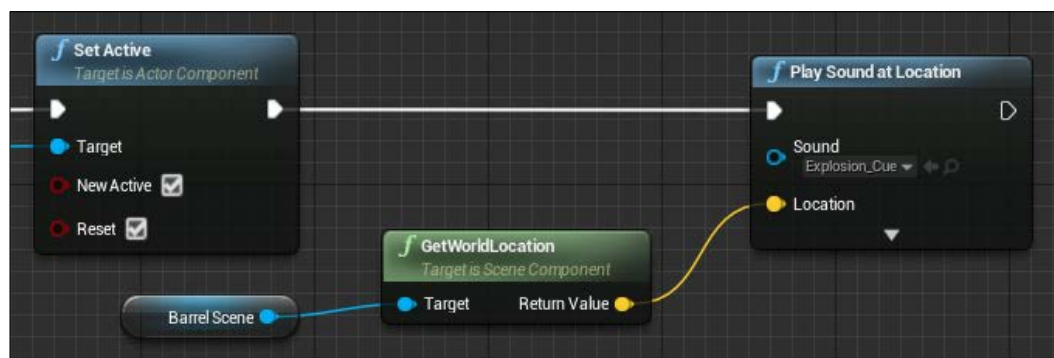 Set Active
Target is Actor Component
Target
New Active
Reset
Barrel Scene
GetWorldLocation
Target is Scene Component
Target Return Value
Play Sound at Location
Sound
Explosion_Cue
Location